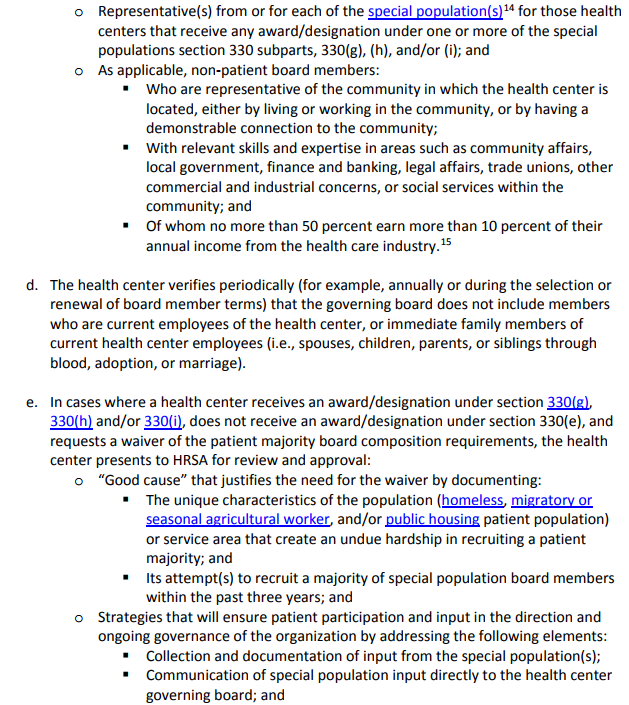 o Representative(s) from or for each of the special population(s)14 for those health
centers that receive any award/designation under one or more of the special
populations section 330 subparts, 330(g), (h), and/or (i); and
o As applicable, non-patient board members:
▪ Who are representative of the community in which the health center is
located, either by living or working in the community, or by having a
demonstrable connection to the community;
▪ With relevant skills and expertise in areas such as community affairs,
local government, finance and banking, legal affairs, trade unions, other
commercial and industrial concerns, or social services within the
community; and
▪ Of whom no more than 50 percent earn more than 10 percent of their
annual income from the health care industry.15
d. The health center verifies periodically (for example, annually or during the selection or
renewal of board member terms) that the governing board does not include members
who are current employees of the health center, or immediate family members of
current health center employees (i.e., spouses, children, parents, or siblings through
blood, adoption, or marriage).
e. In cases where a health center receives an award/designation under section 330(g),
330(h) and/or 330(i), does not receive an award/designation under section 330(e), and
requests a waiver of the patient majority board composition requirements, the health
center presents to HRSA for review and approval:
o “Good cause” that justifies the need for the waiver by documenting:
▪ The unique characteristics of the population (homeless, migratory or
seasonal agricultural worker, and/or public housing patient population)
or service area that create an undue hardship in recruiting a patient
majority; and
▪ Its attempt(s) to recruit a majority of special population board members
within the past three years; and
o Strategies that will ensure patient participation and input in the direction and
ongoing governance of the organization by addressing the following elements:
▪ Collection and documentation of input from the special population(s);
▪ Communication of special population input directly to the health center
governing board; and